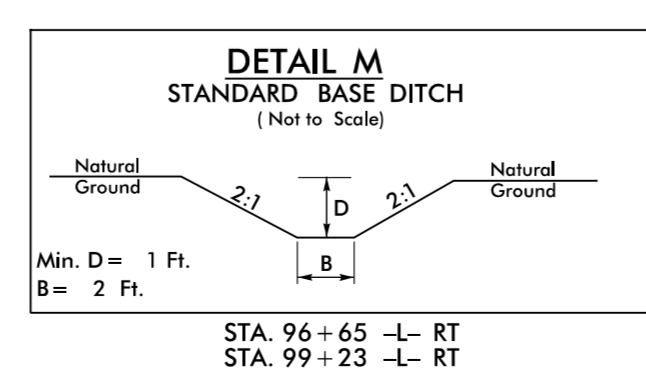 DETAIL M
STANDARD BASE DITCH
( Not to Scale)
Natural
Ground
2:1
D
2:1
Natural
Ground
B
Min. D= 1 Ft.
B= 2 Ft.
STA. 96+65 -L- RT
STA. 99+23 -L- RT